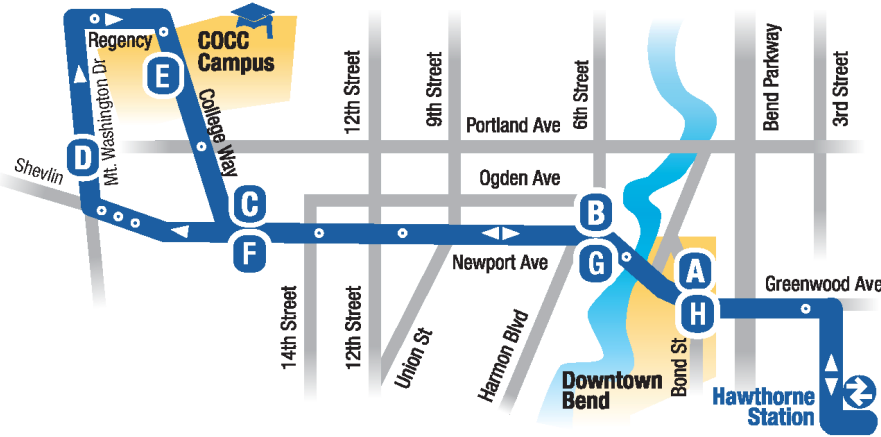 Regency
COCC
Campus
E
College Way
Mt. Washington Dr
D
Shevlin
12th Street
9th Street
6th Street
Bend Parkway
3rd Street
Portland Ave
Ogden Ave
C
F
B
G
Newport Ave
A
H
Greenwood Ave
14th Street
12th Street
Union St
Harmon Blvd
Bond St
Downtown
Bend
Hawthorne
Station